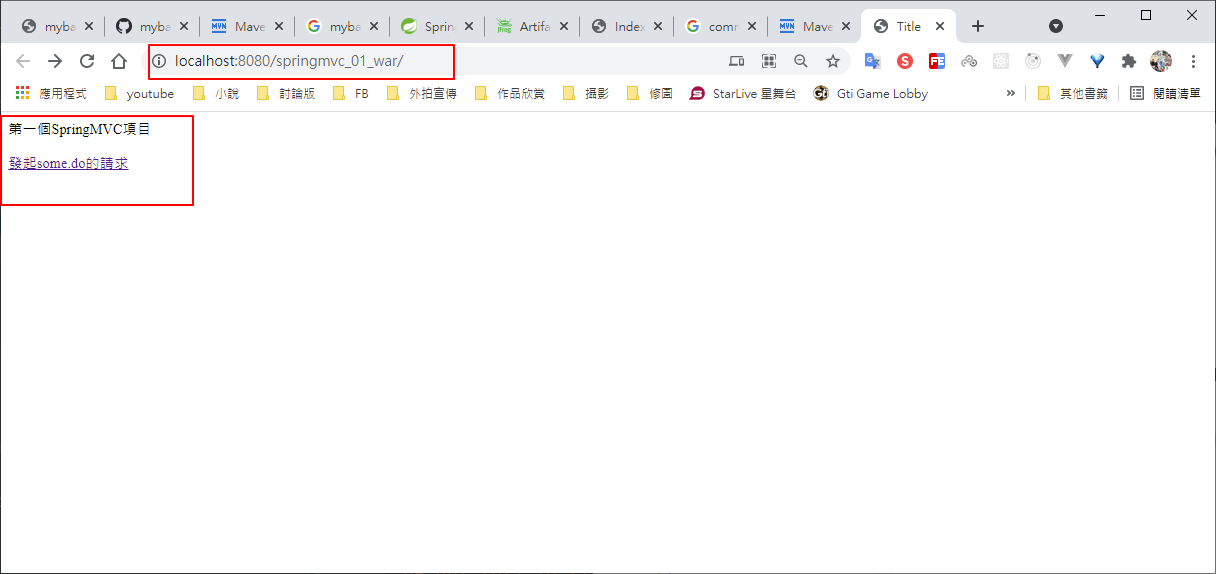 myba
myba
Mave
myba
Sprin
Artifa
Index
comr
Mave
Title
localhost:8080/springmvc_01_war/
應用程式
youtube
小說
討論版
FB
外拍宣傳
作品欣賞
攝影
修圖
StarLive 星舞台
Gti Game Lobby
»
其他書籤
閱讀清單
第一個SpringMVC項目
發起some.do的請求